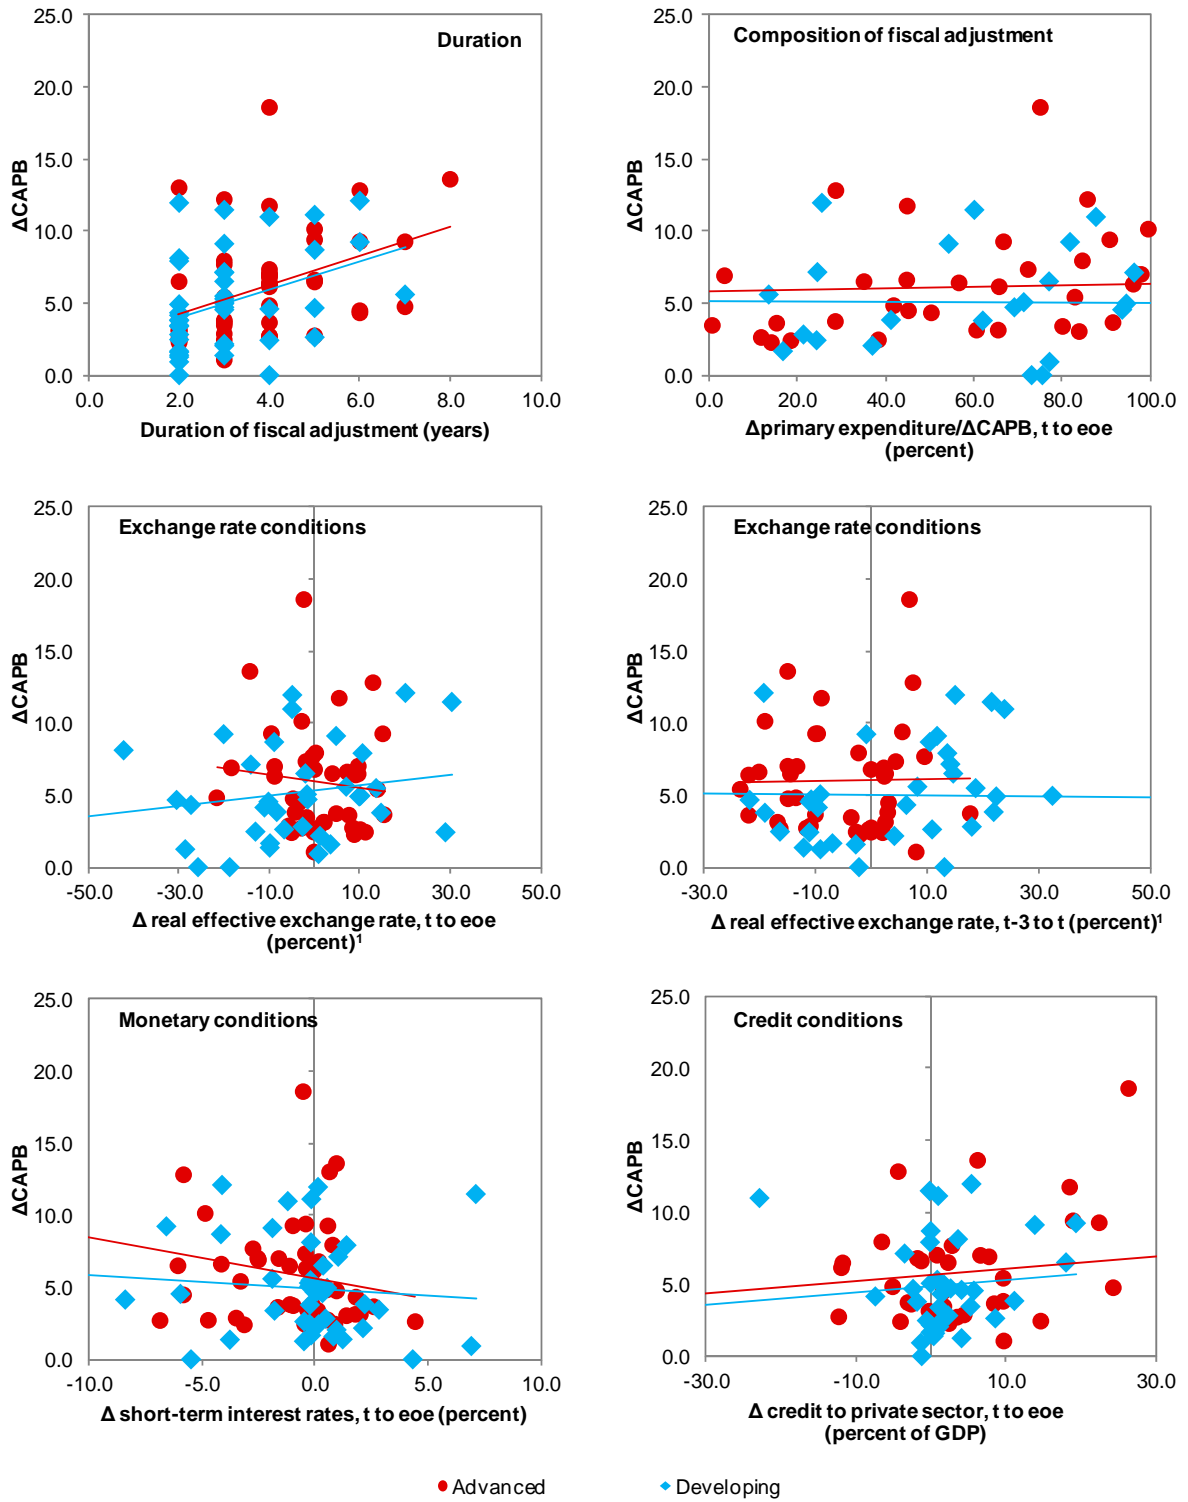 25.0
20.0
15.0
10.0
5.0
0.0
ΔCAPB
Duration
0.0 2.0 4.0 6.0 8.0 10.0
Duration of fiscal adjustment (years)
25.0
20.0
15.0
10.0
5.0
0.0
ΔCAPB
Composition of fiscal adjustment
0.0 20.0 40.0 60.0 80.0 100.0
Δprimary expenditure/ΔCAPB, t to eoe
(percent)
25.0
20.0
15.0
10.0
5.0
0.0
ΔCAPB
Exchange rate conditions
-50.0 -30.0 -10.0 10.0 30.0 50.0
Δ real effective exchange rate, t to eoe
(percent)¹
25.0
20.0
15.0
10.0
5.0
0.0
ΔCAPB
Exchange rate conditions
-30.0 -10.0 10.0 30.0 50.0
Δ real effective exchange rate, t-3 to t (percent)¹
25.0
20.0
15.0
10.0
5.0
0.0
ΔCAPB
Monetary conditions
-10.0 -5.0 0.0 5.0 10.0
Δ short-term interest rates, t to eoe (percent)
25.0
20.0
15.0
10.0
5.0
0.0
ΔCAPB
Credit conditions
-30.0 -10.0 10.0 30.0
Δ credit to private sector, t to eoe
(percent of GDP)
Advanced Developing